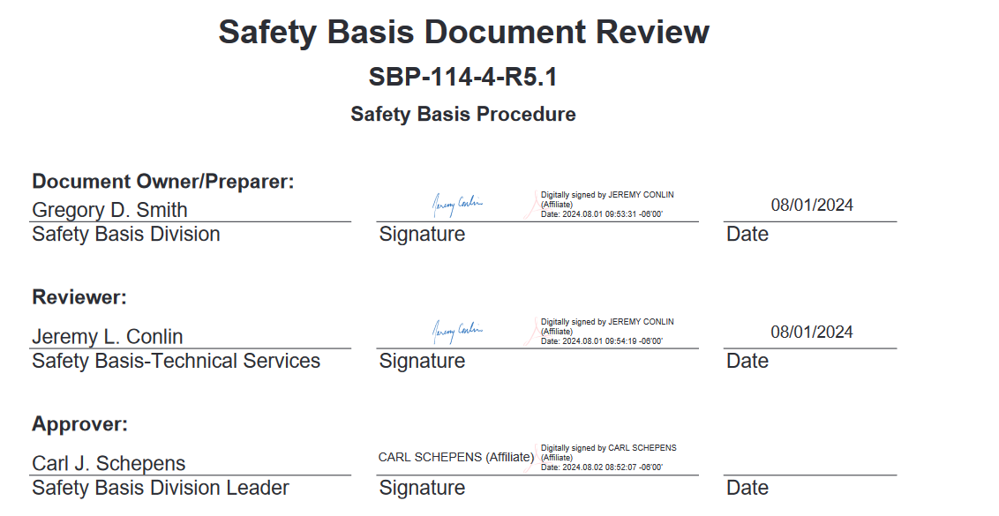 Safety Basis Document Review
SBP-114-4-R5.1
Safety Basis Procedure
Document Owner/Preparer:
Gregory D. Smith
Jeremy Conlin
Digitally signed by JEREMY CONLIN
(Affiliate)
Date: 2024.08.01 09:53:31 -06'00'
08/01/2024
Safety Basis Division
Signature
Date
Reviewer:
Jeremy L. Conlin
Jeremy Conlin
Digitally signed by JEREMY CONLIN
(Affiliate)
Date: 2024.08.01 09:54:19 -06'00'
08/01/2024
Safety Basis-Technical Services
Signature
Date
Approver:
Carl J. Schepens
CARL SCHEPENS (Affiliate)
Digitally signed by CARL SCHEPENS
(Affiliate)
Date: 2024.08.02 08:52:07 -06'00'
Safety Basis Division Leader
Signature
Date